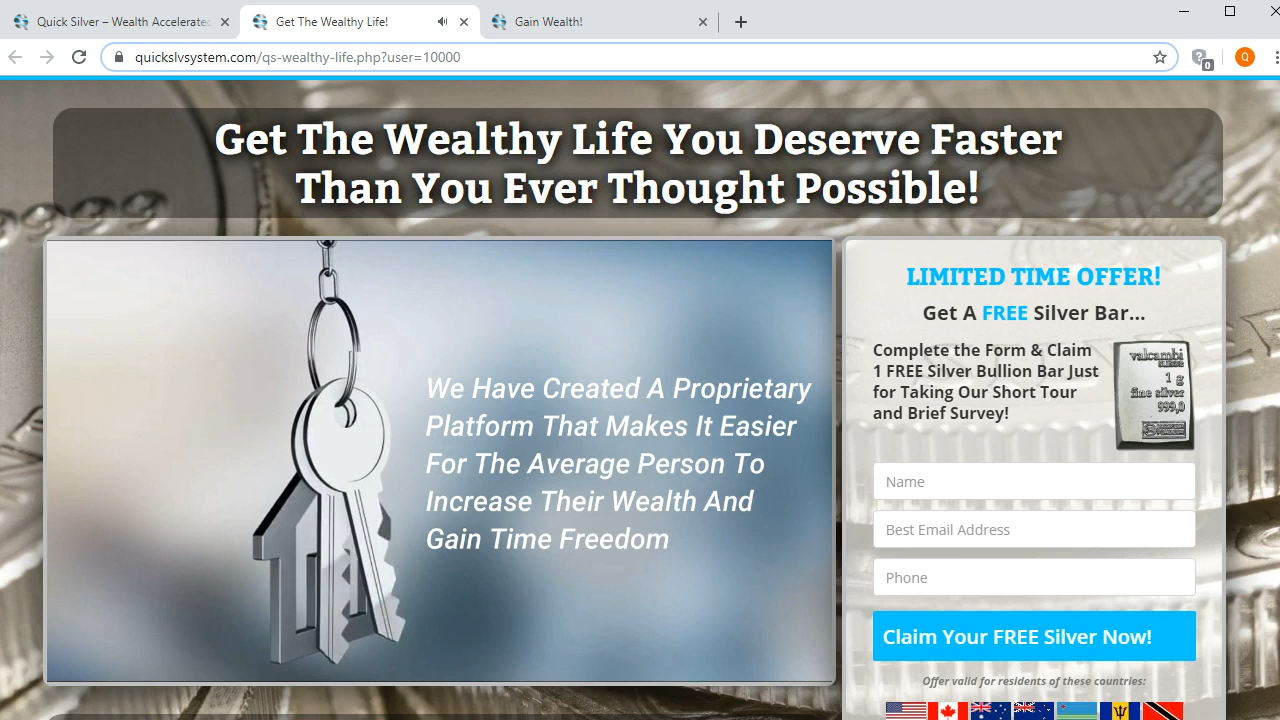 Quick Silver – Wealth Accelerated
Get The Wealthy Life!
Gain Wealth!
quickslvsystem.com/qs-wealthy-life.php?user=10000
0
Q
Get The Wealthy Life You Deserve Faster
Than You Ever Thought Possible!
We Have Created A Proprietary
Platform That Makes It Easier
For The Average Person To
Increase Their Wealth And
Gain Time Freedom
LIMITED TIME OFFER!
Get A FREE Silver Bar...
Complete the Form & Claim
1 FREE Silver Bullion Bar Just
for Taking Our Short Tour
and Brief Survey!
valcambi
suisse
1 g
fine silver
999,0
Name
Best Email Address
Phone
Claim Your FREE Silver Now!
Offer valid for residents of these countries: